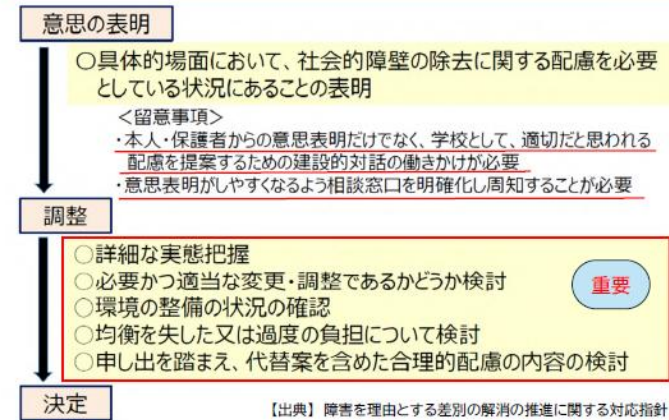 意思の表明
○具体的場面において、社会的障壁の除去に関する配慮を必要
としている状況にあることの表明
＜留意事項＞
・本人・保護者からの意思表明だけでなく、学校として、適切だと思われる
配慮を提案するための建設的対話の働きかけが必要
・意思表明がしやすくなるよう相談窓口を明確化し周知することが必要
調整
○詳細な実態把握
○必要かつ適当な変更・調整であるかどうか検討
重要
○環境の整備の状況の確認
○均衡を失した又は過度の負担について検討
○申し出を踏まえ、代替案を含めた合理的配慮の内容の検討
決定
【出典】障害を理由とする差別の解消の推進に関する対応指針